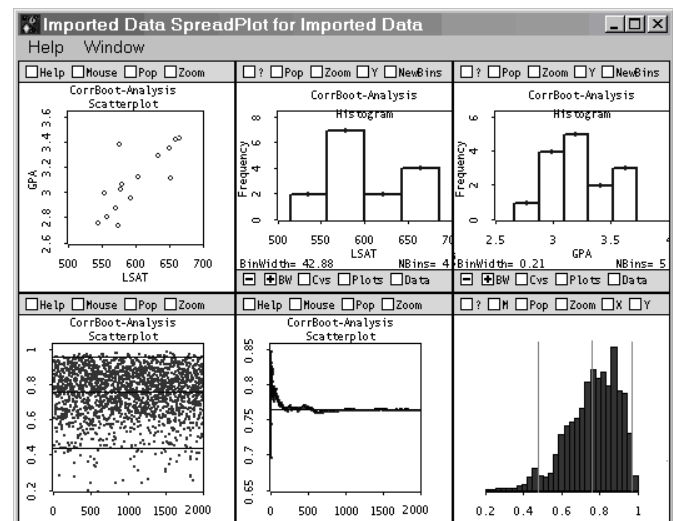 Imported Data SpreadPlot for Imported Data
Help Window
Help Mouse Pop Zoom
CorrBoot-Analysis
Scatterplot
GPA
3.6
3.4
3.2
3
2.8
2.6
500 550 600 650 700
LSAT
? Pop Zoom Y NewBins
CorrBoot-Analysis
Histogram
Frequency
8
6
4
2
0
500 550 600 650
LSAT
BinWidth= 42.88 NBins= 4
BW Cvs Plots Data
? Pop Zoom Y NewBins
CorrBoot-Analysis
Histogram
Frequency
6
4
2
0
2.5 3 3.5 4
GPA
BinWidth= 0.21 NBins= 5
BW Cvs Plots Data
Help Mouse Pop Zoom
CorrBoot-Analysis
Scatterplot
1
0.8
0.6
0.4
0.2
0 500 1000 1500 2000
Help Mouse Pop Zoom
CorrBoot-Analysis
Scatterplot
0.85
0.8
0.7
0.65
0 500 1000 1500 2000
? M Pop Zoom X Y
0.2 0.4 0.6 0.8 1